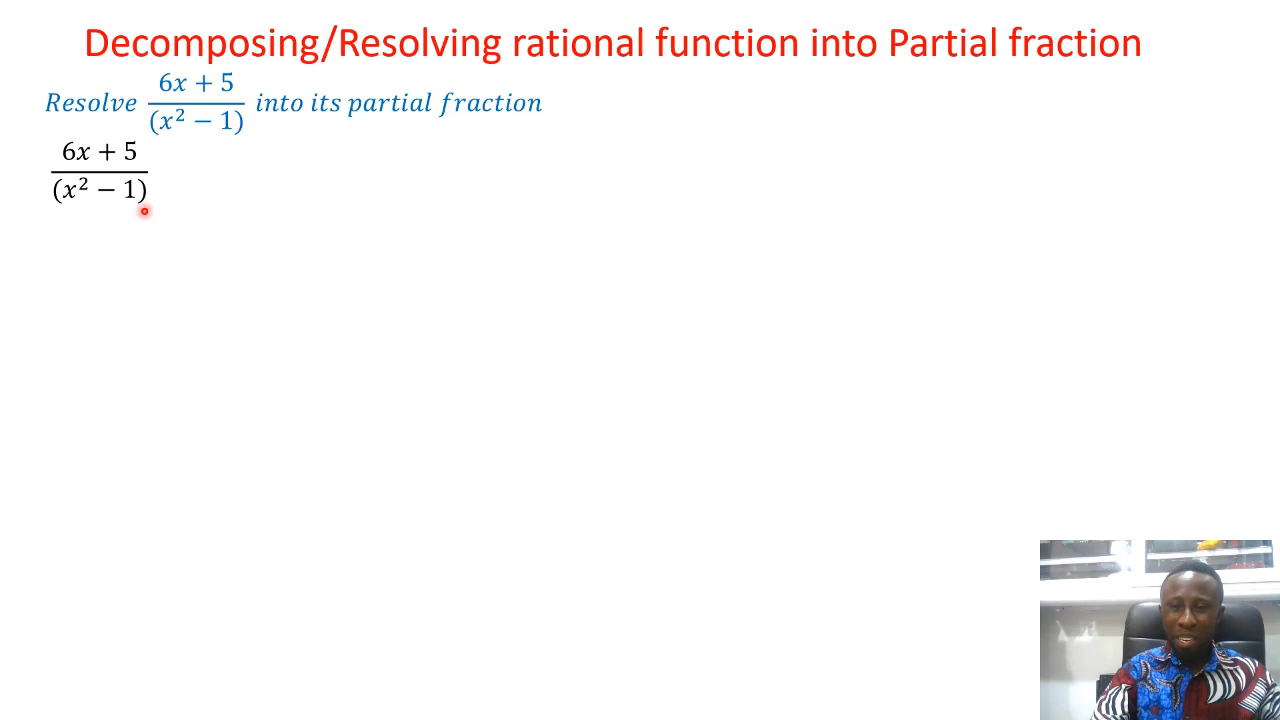 Decomposing/Resolving rational function into Partial fraction
Resolve (6x + 5)/(x² − 1) into its partial fraction
6x + 5
(x² − 1)